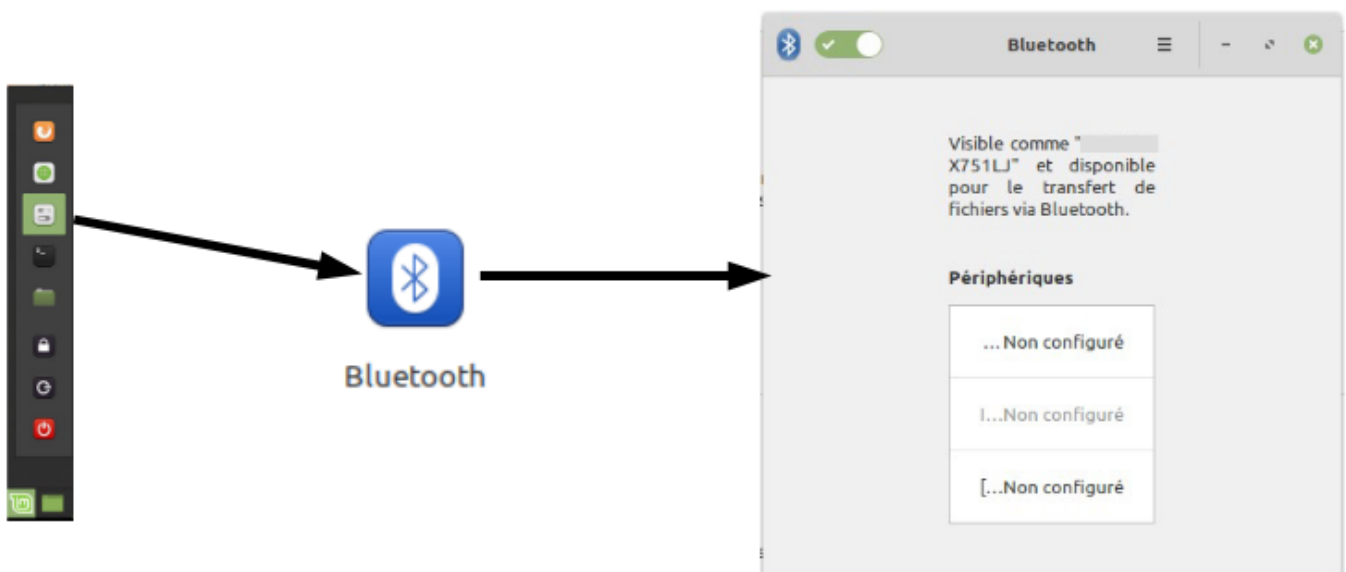 Bluetooth
Bluetooth
Visible comme "
X751LJ" et disponible
pour le transfert de
fichiers via Bluetooth.
Périphériques
...Non configuré
I...Non configuré
[...Non configuré